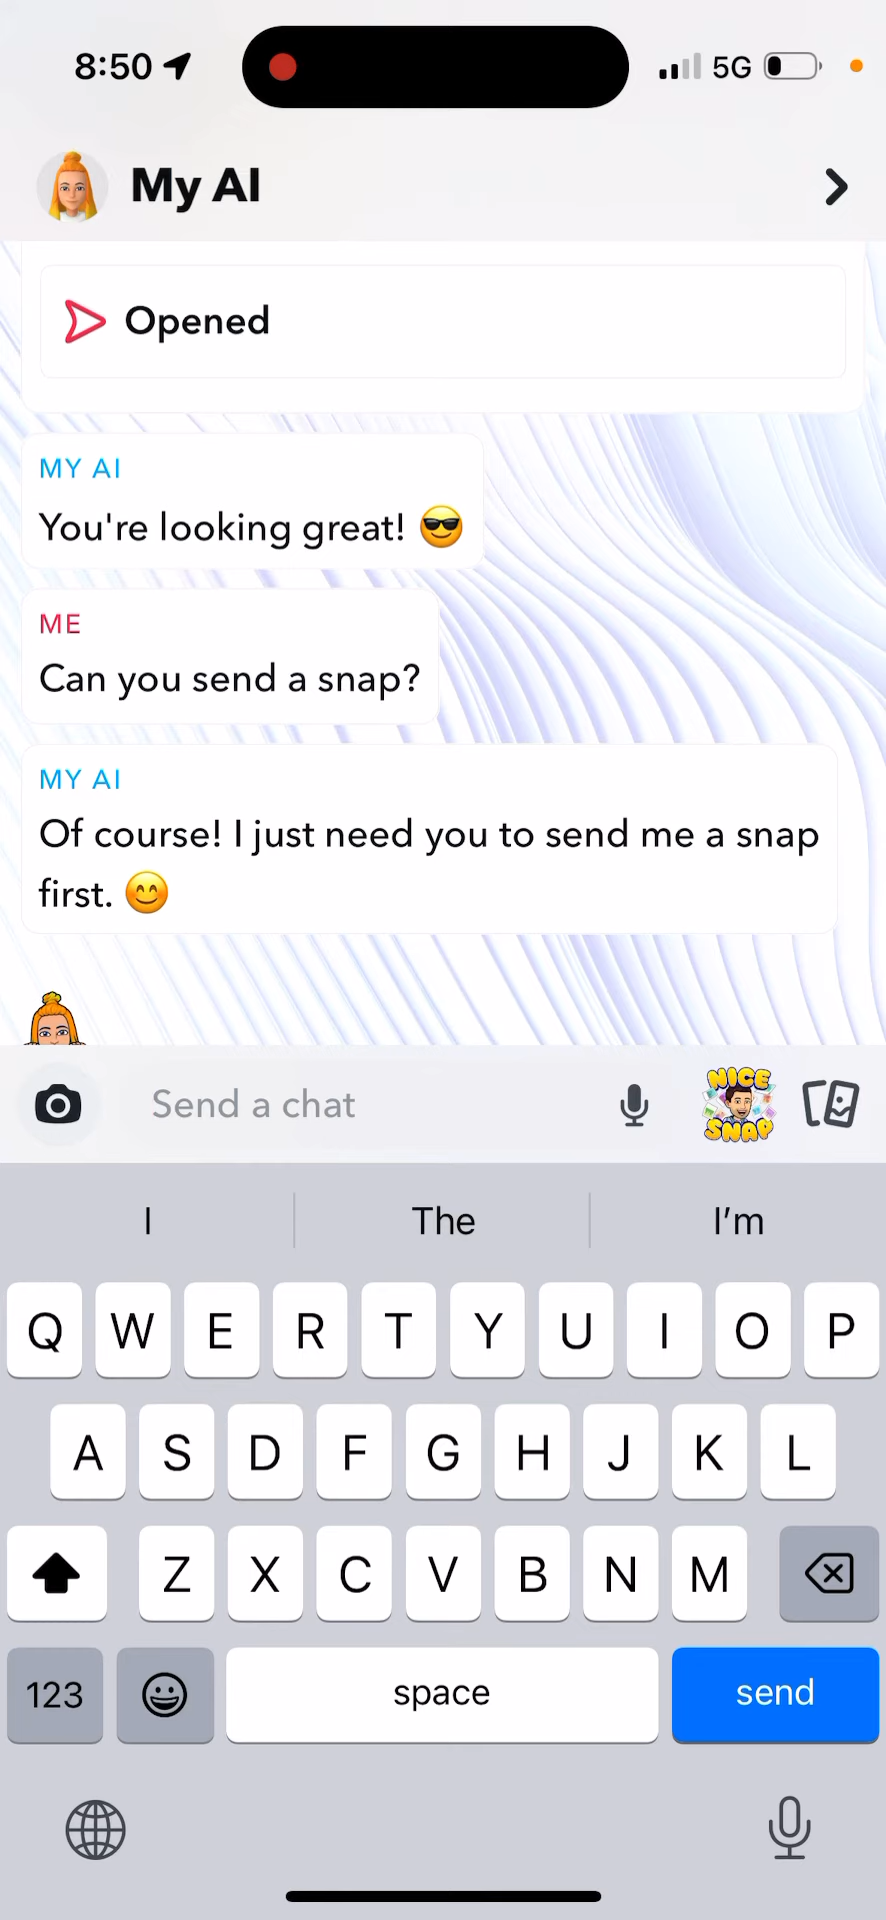 8:50
5G
My AI
Opened
MY AI
You're looking great! 😎
ME
Can you send a snap?
MY AI
Of course! I just need you to send me a snap
first. 😊
Send a chat
NICE
SNAP
I
The
I'm
Q W E R T Y U I O P
A S D F G H J K L
Z X C V B N M
123
space
send